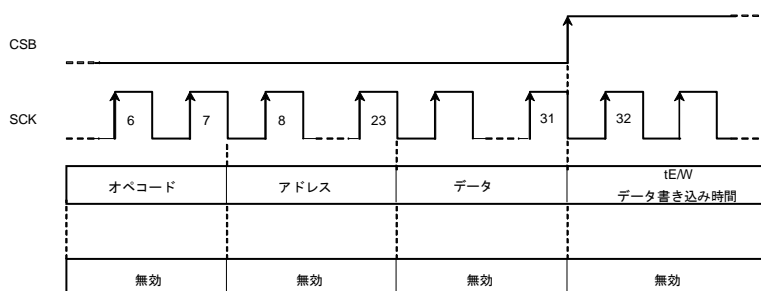 CSB
SCK
6 7 8 23 31 32
オペコード アドレス データ tE/W
データ書き込み時間
無効 無効 無効 無効